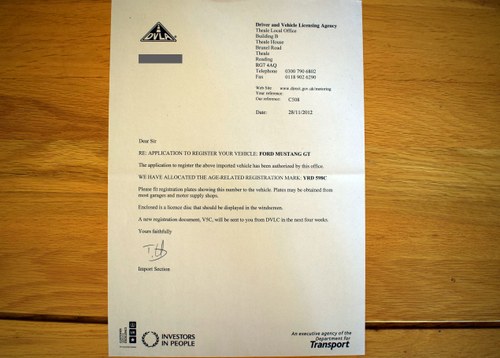 DVLA
Driver and Vehicle Licensing Agency
Theale Local Office
Building B
Theale House
Brunel Road
Theale
Reading
RG7 4AQ
Telephone 0300 790 6802
Fax 0118 902 6290
Web Site www.direct.gov.uk/motoring
Your reference:
Our reference: C508
Date: 28/11/2012
Dear Sir
RE: APPLICATION TO REGISTER YOUR VEHICLE: FORD MUSTANG GT
The application to register the above imported vehicle has been authorised by this office.
WE HAVE ALLOCATED THE AGE-RELATED REGISTRATION MARK: YBD 598C
Please fit registration plates showing this number to the vehicle. Plates may be obtained from
most garages and motor supply shops.
Enclosed is a licence disc that should be displayed in the windscreen.
A new registration document, V5C, will be sent to you from DVLC in the next four weeks.
Yours faithfully
Import Section
INVESTORS
IN PEOPLE
An executive agency of the
Department for
Transport